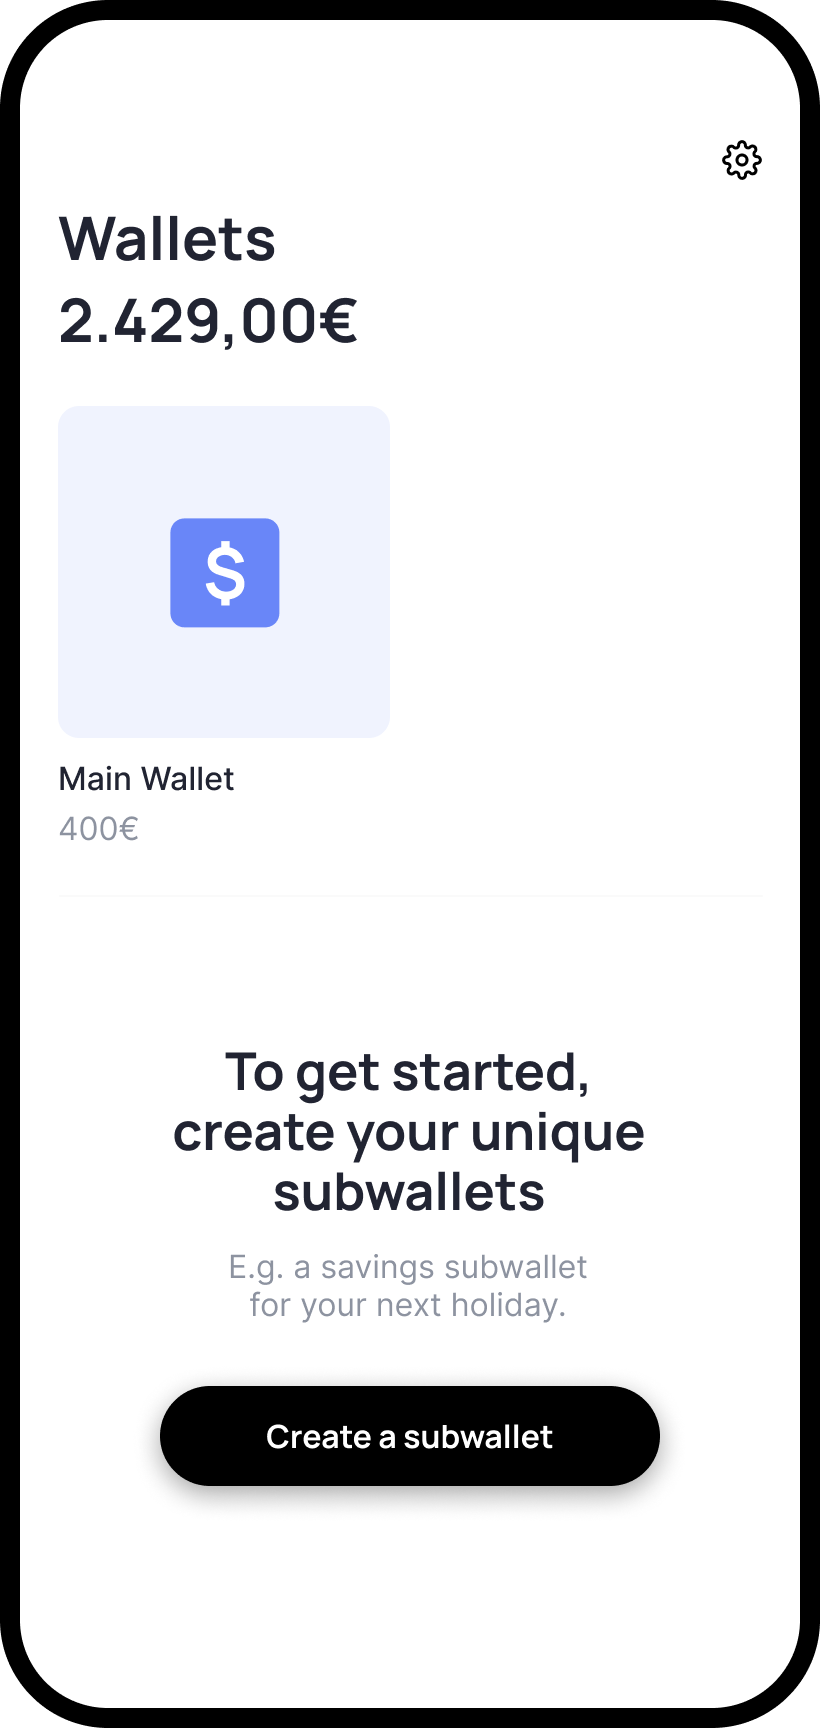 Wallets
2.429,00€
$
Main Wallet
400€
To get started,
create your unique
subwallets
E.g. a savings subwallet
for your next holiday.
Create a subwallet